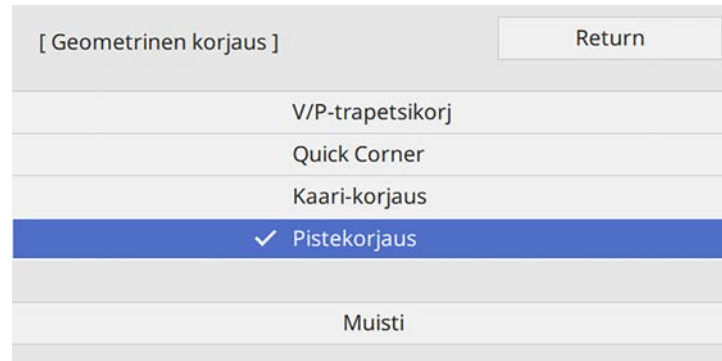 [ Geometrinen korjaus ]
Return
V/P-trapetsikorj
Quick Corner
Kaari-korjaus
Pistekorjaus
Muisti